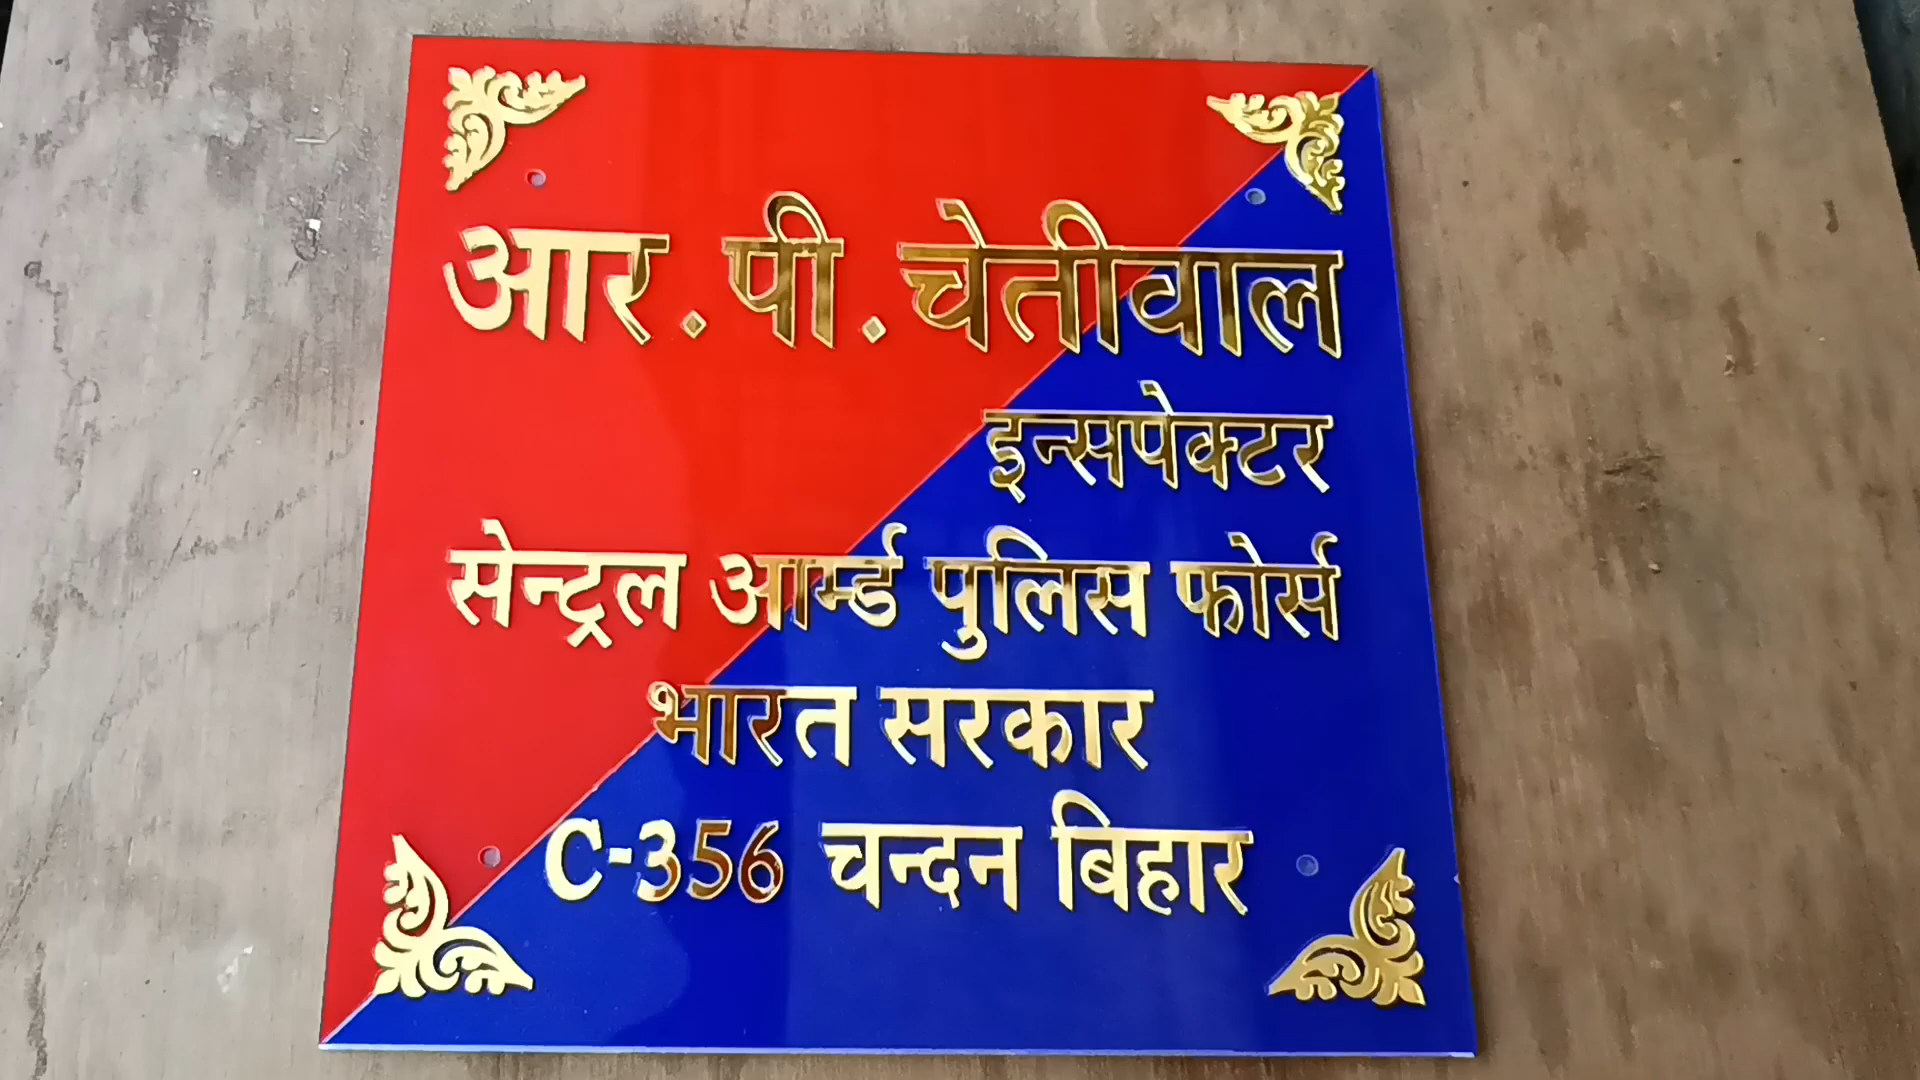 आर. पी. चेतीवाल
इन्सपेक्टर
सेन्ट्रल आर्म्ड पुलिस फोर्स
भारत सरकार
C-356 चन्दन बिहार